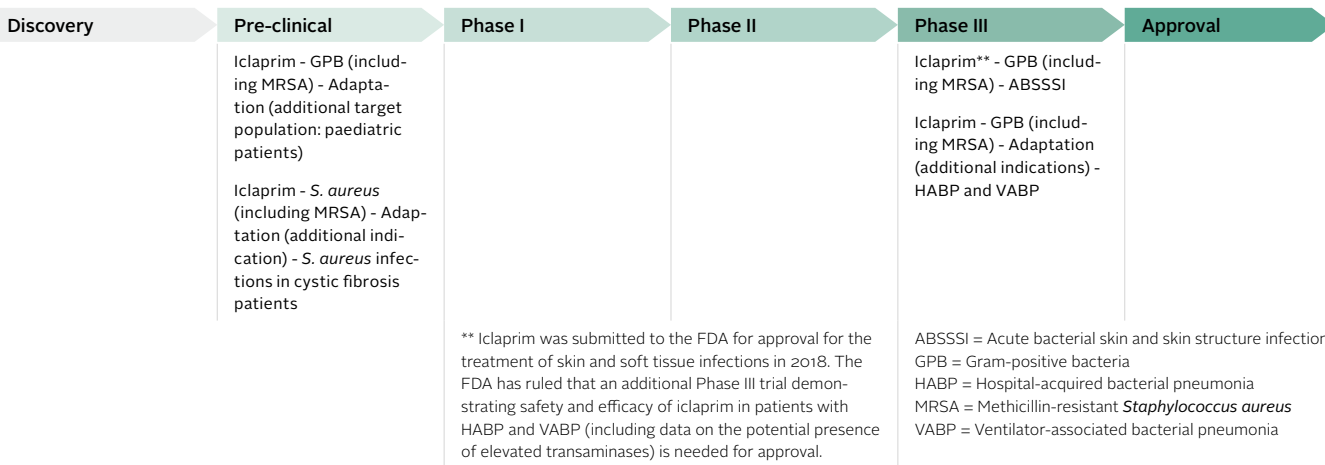 Discovery
Pre-clinical
Phase I
Phase II
Phase III
Approval
Iclaprim - GPB (includ-
ing MRSA) - Adapta-
tion (additional target
population: paediatric
patients)
Iclaprim - S. aureus
(including MRSA) - Adap-
tation (additional indi-
cation) - S. aureus infec-
tions in cystic fibrosis
patients
Iclaprim** - GPB (includ-
ing MRSA) - ABSSSI
Iclaprim - GPB (includ-
ing MRSA) - Adaptation
(additional indications) -
HABP and VABP
** Iclaprim was submitted to the FDA for approval for the
treatment of skin and soft tissue infections in 2018. The
FDA has ruled that an additional Phase III trial demon-
strating safety and efficacy of iclaprim in patients with
HABP and VABP (including data on the potential presence
of elevated transaminases) is needed for approval.
ABSSSI = Acute bacterial skin and skin structure infection
GPB = Gram-positive bacteria
HABP = Hospital-acquired bacterial pneumonia
MRSA = Methicillin-resistant Staphylococcus aureus
VABP = Ventilator-associated bacterial pneumonia